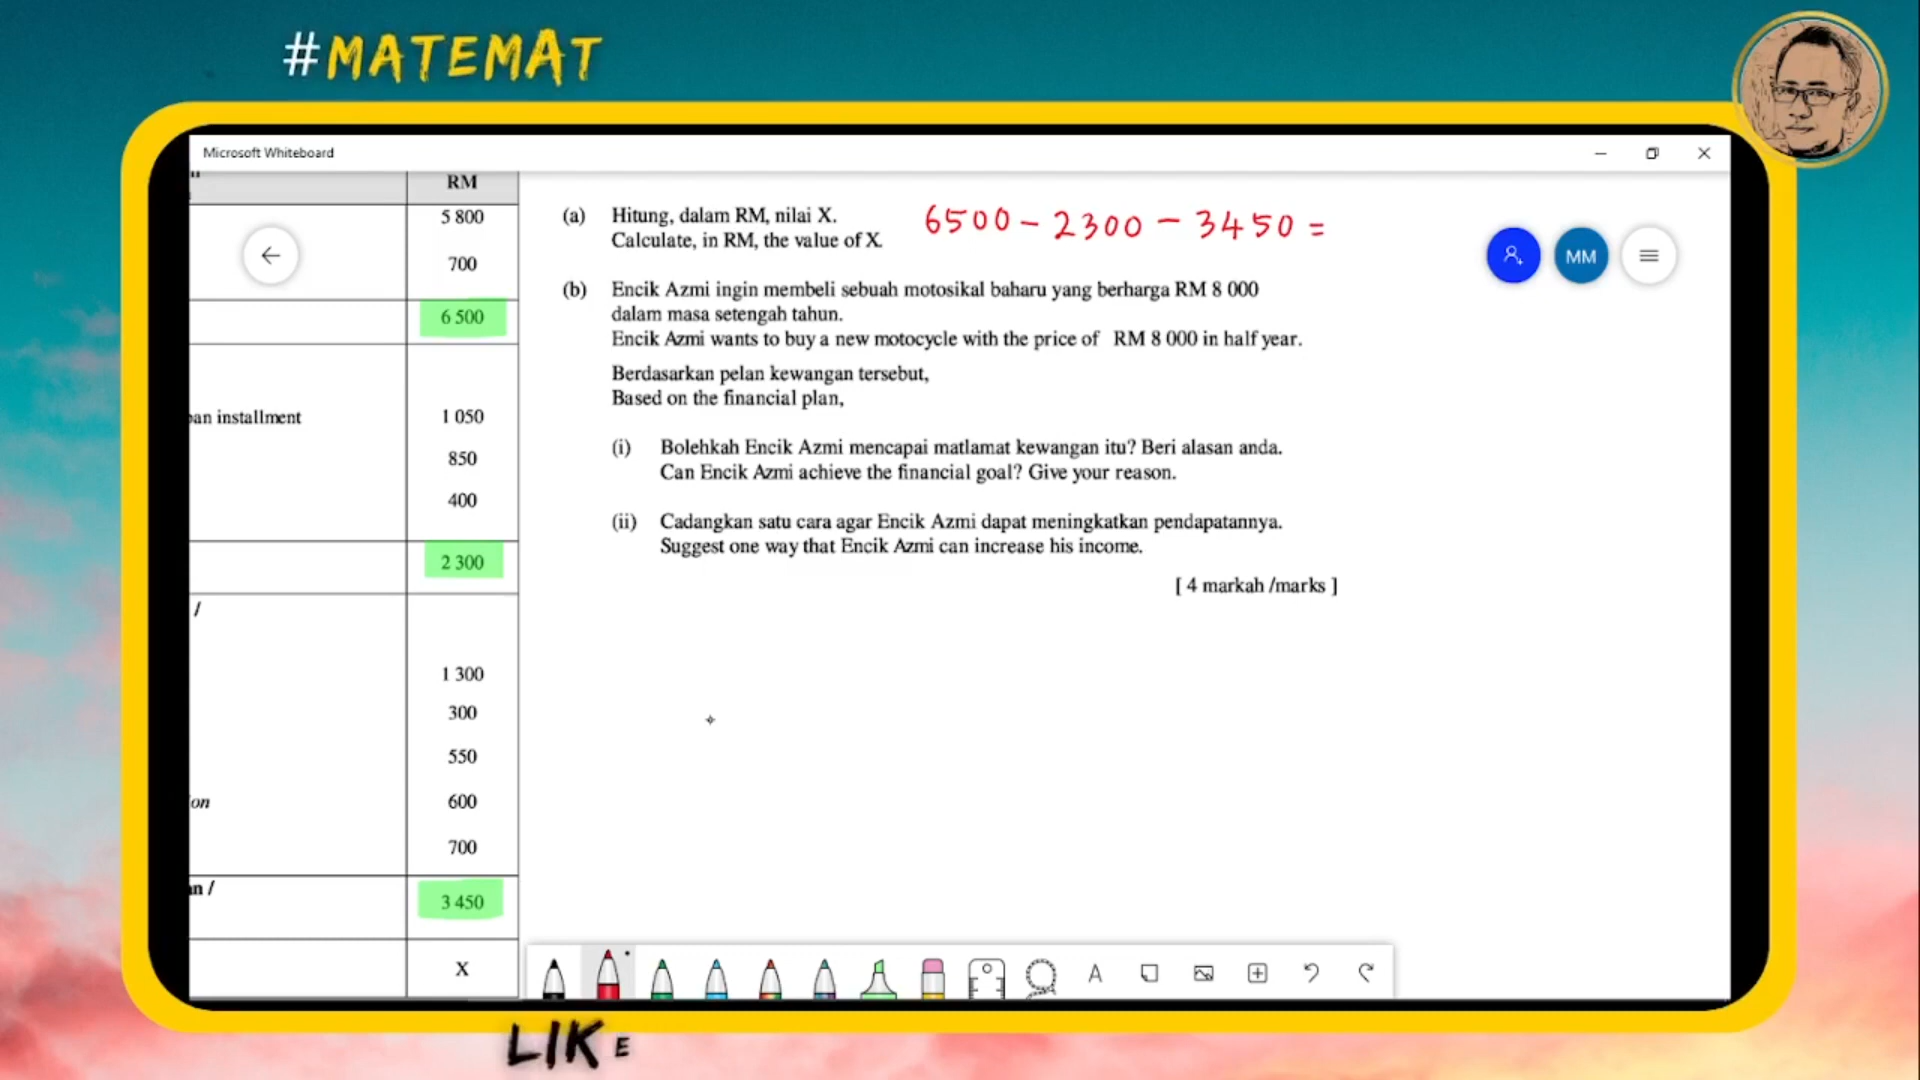 #MATEMAT
Microsoft Whiteboard
RM
5 800
700
6 500
an installment
1 050
850
400
2 300
/
1 300
300
550
on
600
700
an /
3 450
X
(a) Hitung, dalam RM, nilai X.
Calculate, in RM, the value of X.
6500 - 2300 - 3450 =
(b) Encik Azmi ingin membeli sebuah motosikal baharu yang berharga RM 8 000
dalam masa setengah tahun.
Encik Azmi wants to buy a new motocycle with the price of RM 8 000 in half year.
Berdasarkan pelan kewangan tersebut,
Based on the financial plan,
(i) Bolehkah Encik Azmi mencapai matlamat kewangan itu? Beri alasan anda.
Can Encik Azmi achieve the financial goal? Give your reason.
(ii) Cadangkan satu cara agar Encik Azmi dapat meningkatkan pendapatannya.
Suggest one way that Encik Azmi can increase his income.
[ 4 markah /marks ]
MM
A
LIKE